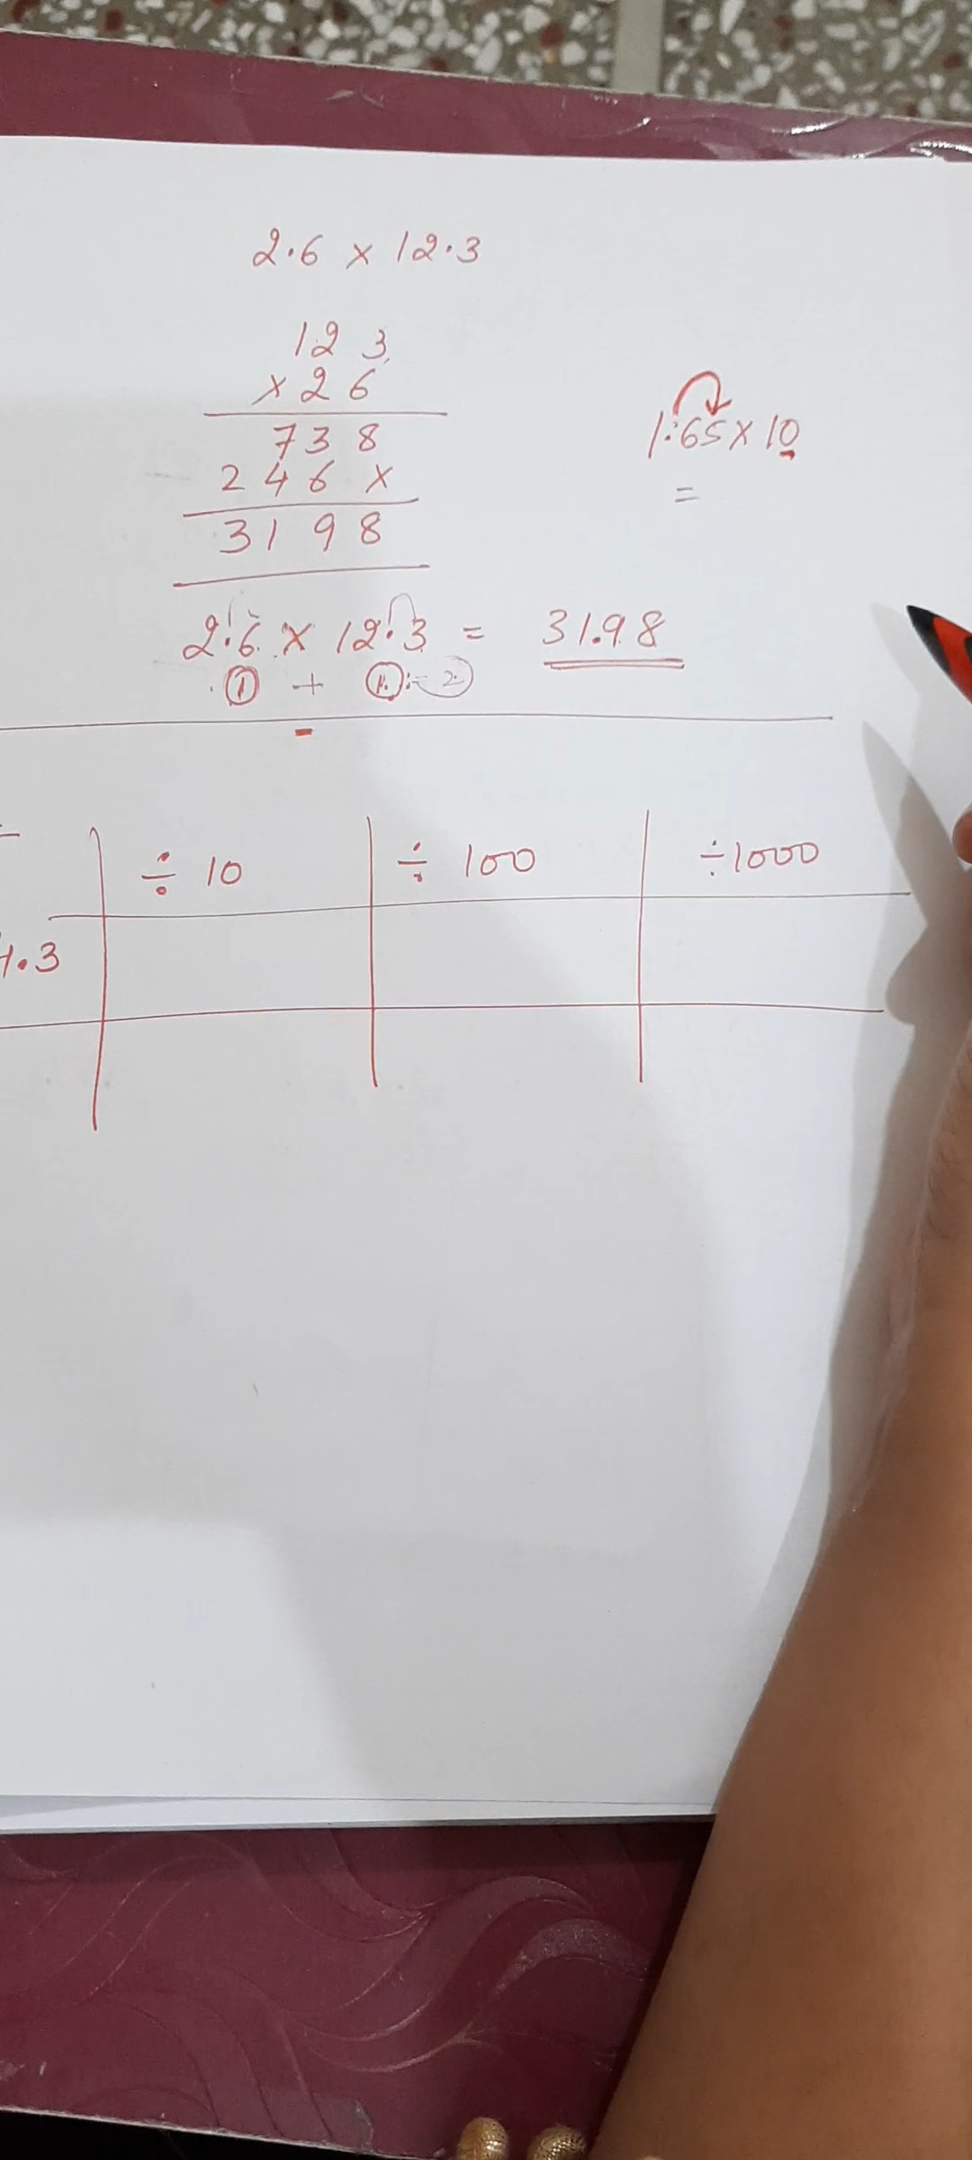 2.6 x 12.3
123
x 26
738
246x
3198
1.65 x 10
=
2.6 x 12.3 = 31.98
1 + 1 :- 2
÷ 10 ÷ 100 ÷ 1000
.3